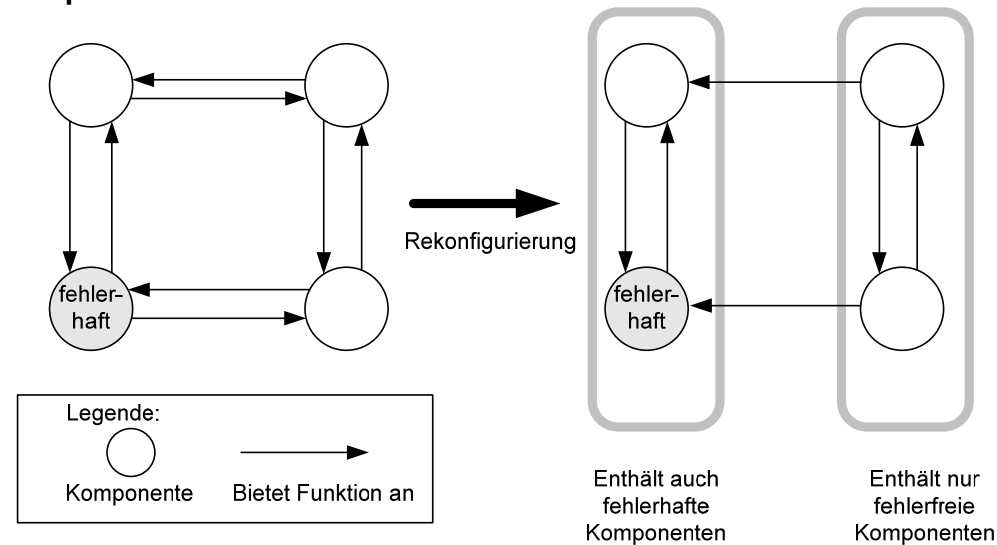 fehler-
haft
Rekonfigurierung
fehler-
haft
Legende:
Komponente
Bietet Funktion an
Enthält auch
fehlerhafte
Komponenten
Enthält nur
fehlerfreie
Komponenten